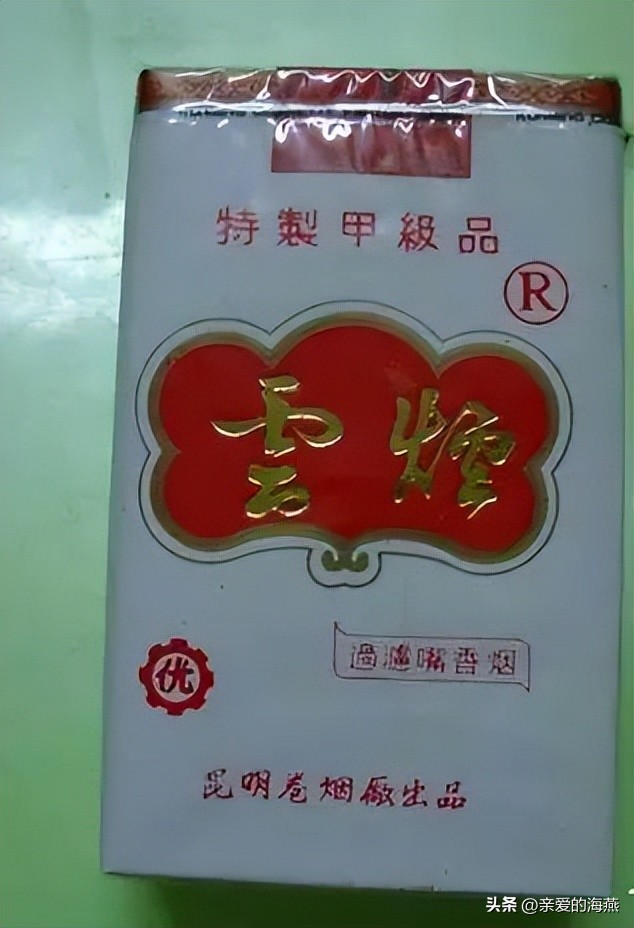 特製甲級品
R
雲煙
优
過濾嘴香烟
昆明卷烟廠出品
头条 @亲爱的海燕